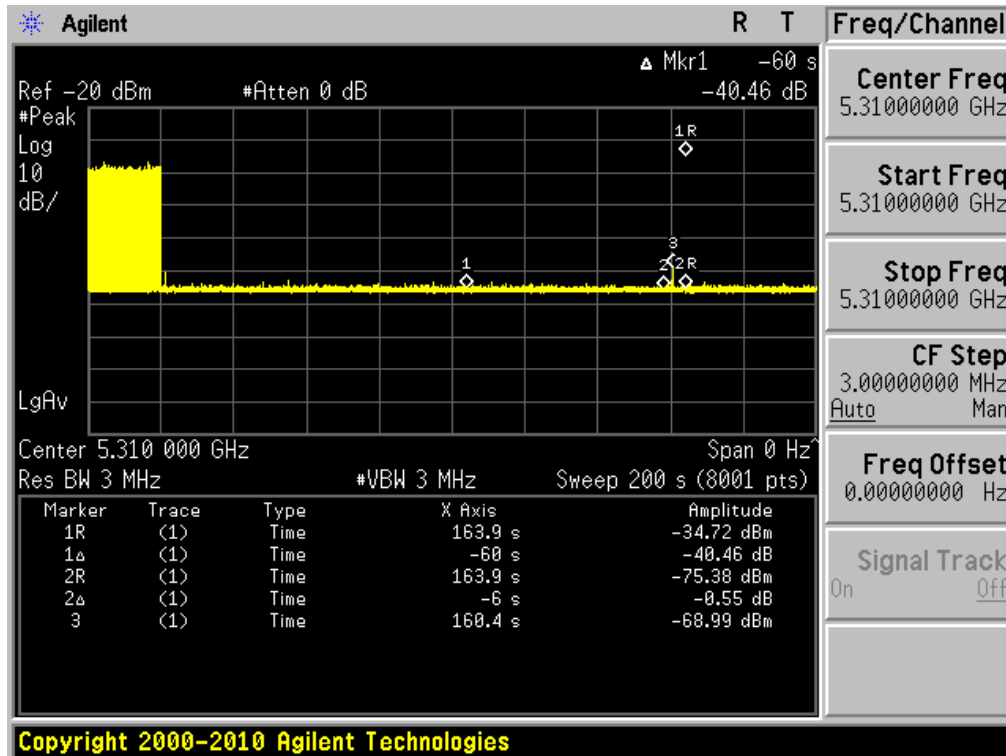 Agilent R T
Δ Mkr1 -60 s
Ref -20 dBm #Atten 0 dB -40.46 dB
#Peak
Log
10
dB/
1R
3
1
2
2R
LgAv
Center 5.310 000 GHz Span 0 Hz^
Res BW 3 MHz #VBW 3 MHz Sweep 200 s (8001 pts)
Marker Trace Type X Axis Amplitude
1R (1) Time 163.9 s -34.72 dBm
1Δ (1) Time -60 s -40.46 dB
2R (1) Time 163.9 s -75.38 dBm
2Δ (1) Time -6 s -0.55 dB
3 (1) Time 160.4 s -68.99 dBm
Copyright 2000-2010 Agilent Technologies
Freq/Channel
Center Freq
5.31000000 GHz
Start Freq
5.31000000 GHz
Stop Freq
5.31000000 GHz
CF Step
3.00000000 MHz
Auto Man
Freq Offset
0.00000000 Hz
Signal Track
On Off